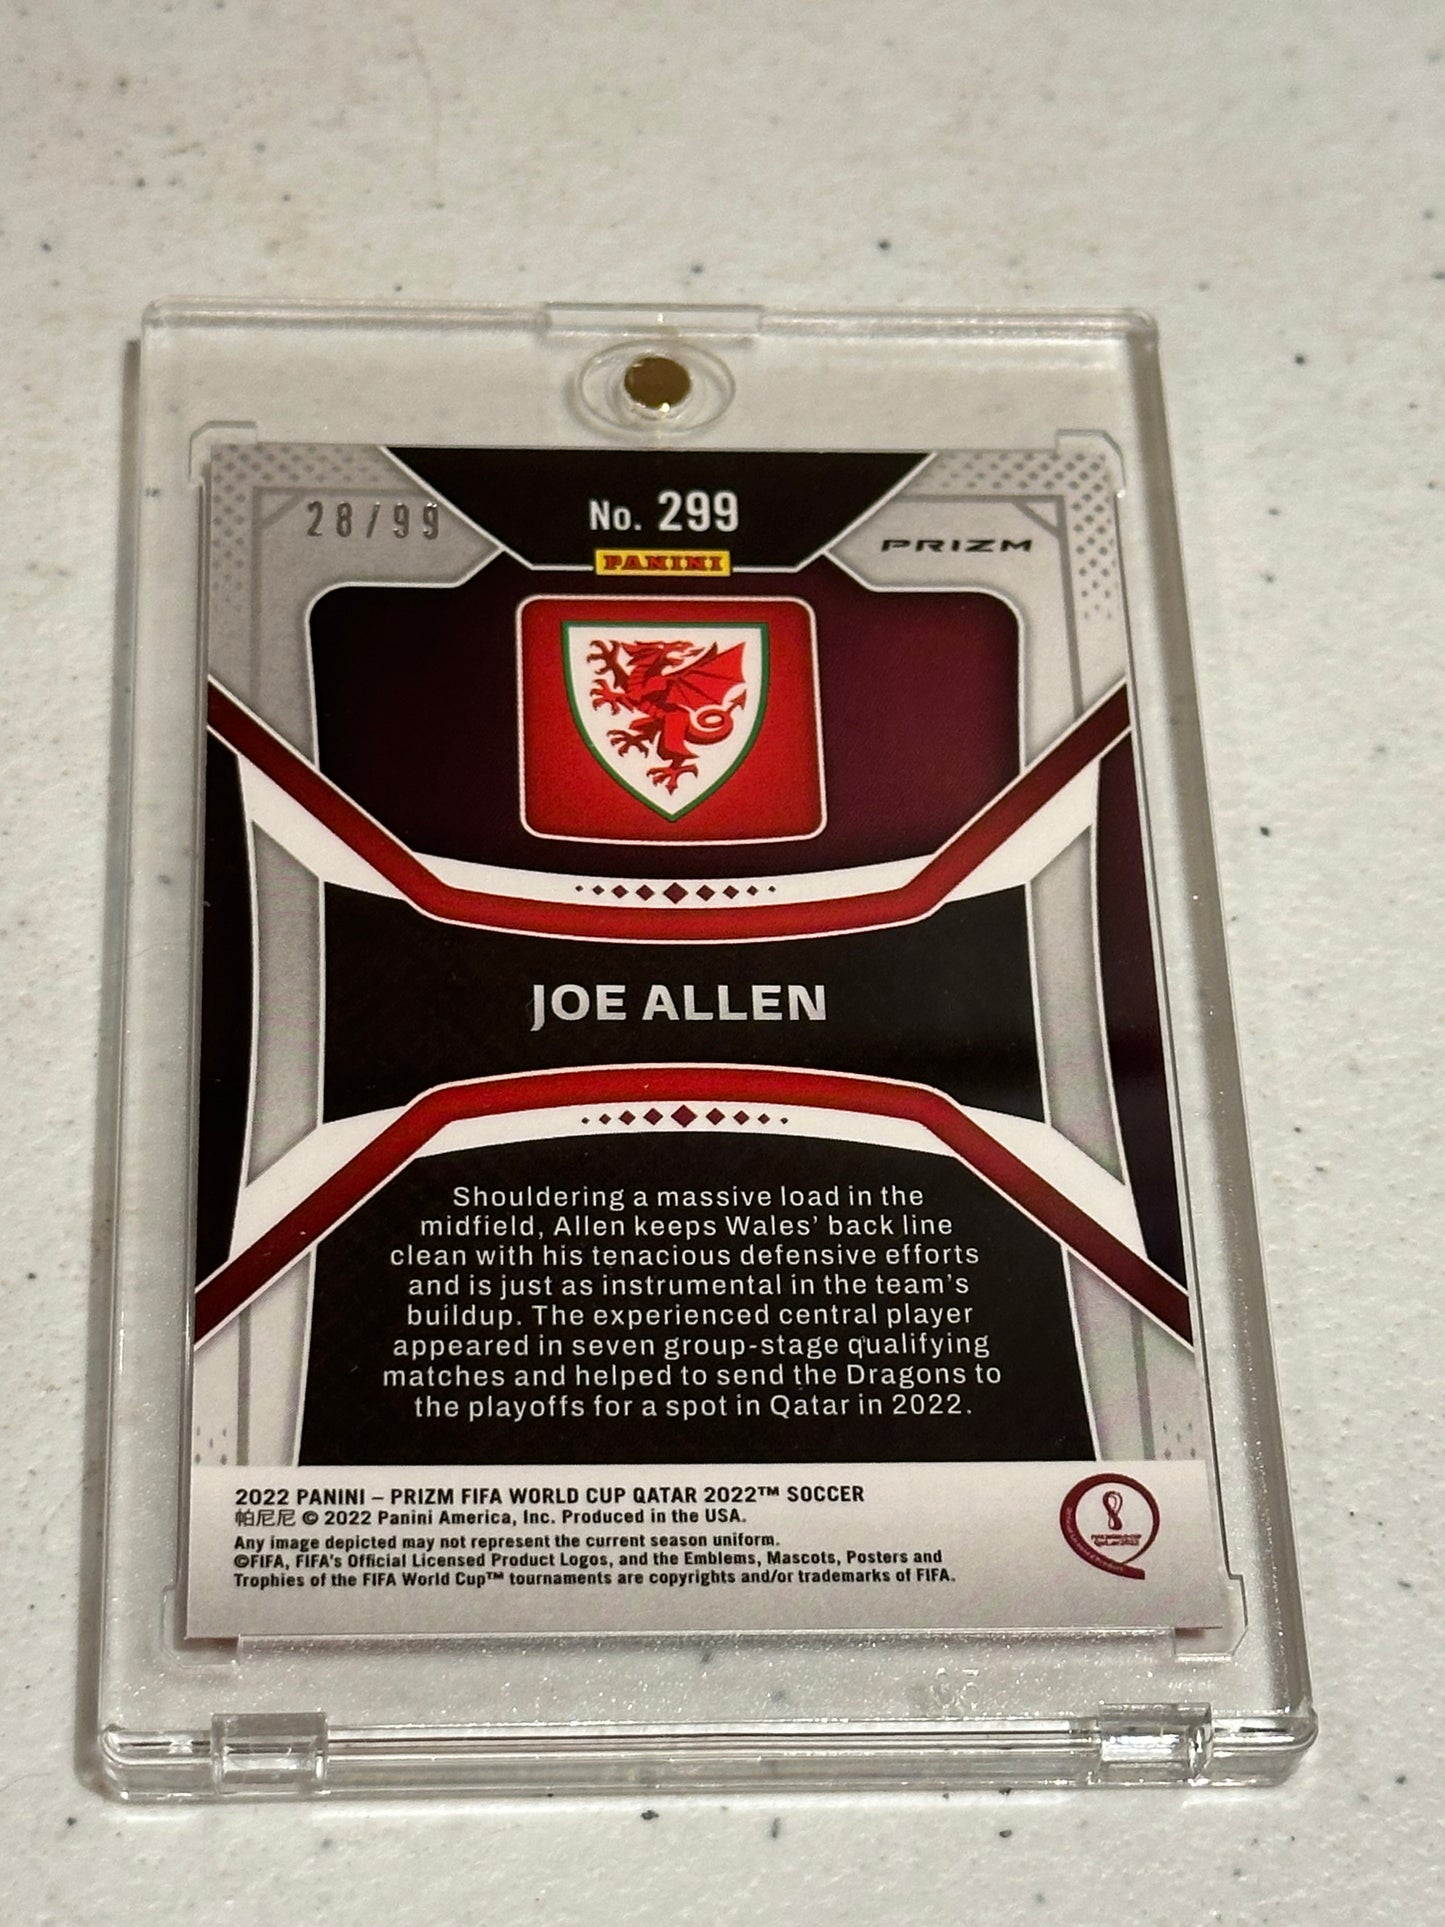 28/99
No. 299
PANINI
PRIZM
JOE ALLEN
Shouldering a massive load in the
midfield, Allen keeps Wales' back line
clean with his tenacious defensive efforts
and is just as instrumental in the team's
buildup. The experienced central player
appeared in seven group-stage qualifying
matches and helped to send the Dragons to
the playoffs for a spot in Qatar in 2022.
2022 PANINI – PRIZM FIFA WORLD CUP QATAR 2022™ SOCCER
帕尼尼 © 2022 Panini America, Inc. Produced in the USA.
Any image depicted may not represent the current season uniform.
©FIFA, FIFA's Official Licensed Product Logos, and the Emblems, Mascots, Posters and
Trophies of the FIFA World Cup™ tournaments are copyrights and/or trademarks of FIFA.